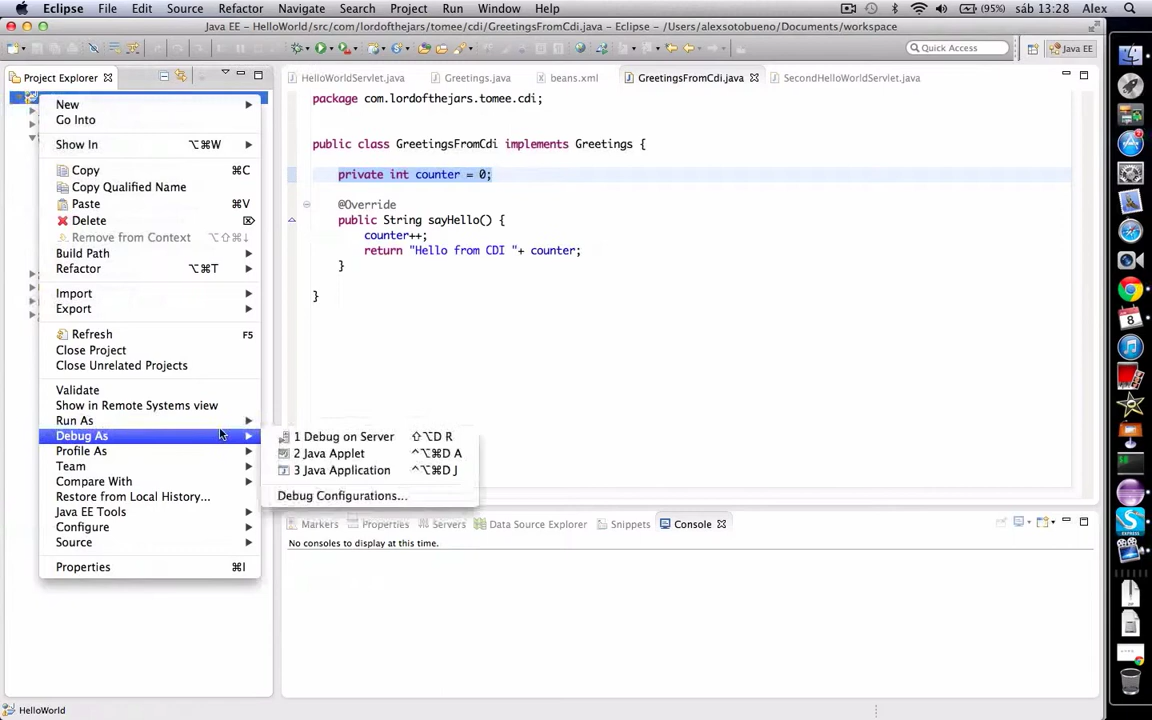 Eclipse File Edit Source Refactor Navigate Search Project Run Window Help (95%) sáb 13:28 Alex
Java EE - HelloWorld/src/com/lordofthejars/tomee/cdi/GreetingsFromCdi.java - Eclipse - /Users/alexsotobueno/Documents/workspace
Quick Access Java EE
Project Explorer
HelloWorldServlet.java Greetings.java beans.xml GreetingsFromCdi.java SecondHelloWorldServlet.java
New
Go Into
Show In ⌥⌘W
Copy ⌘C
Copy Qualified Name
Paste ⌘V
Delete ⌦
Remove from Context ⌥⇧⌘↓
Build Path
Refactor ⌥⌘T
Import
Export
Refresh F5
Close Project
Close Unrelated Projects
Validate
Show in Remote Systems view
Run As
Debug As
Profile As
Team
Compare With
Restore from Local History...
Java EE Tools
Configure
Source
Properties ⌘I
1 Debug on Server ⇧⌥D R
2 Java Applet ^⌥⌘D A
3 Java Application ^⌥⌘D J
Debug Configurations...
package com.lordofthejars.tomee.cdi;
public class GreetingsFromCdi implements Greetings {
private int counter = 0;
@Override
public String sayHello() {
counter++;
return "Hello from CDI "+ counter;
}
}
Markers Properties Servers Data Source Explorer Snippets Console
No consoles to display at this time.
HelloWorld
8
EXPRESS